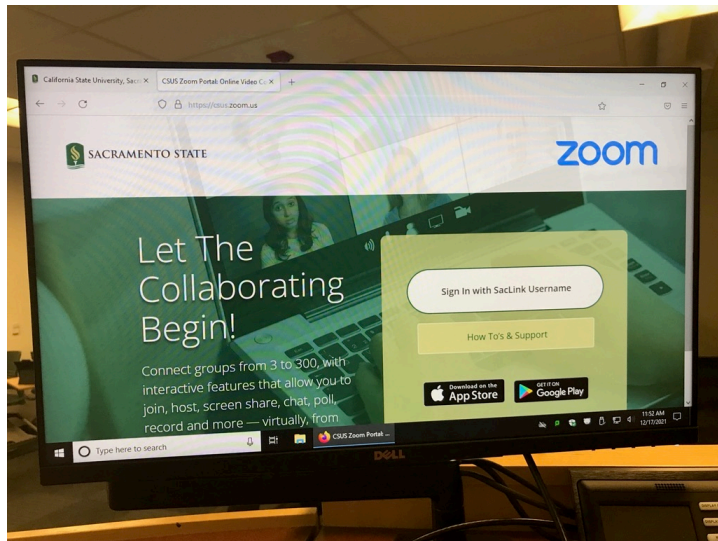 California State University, Sacr
CSUS Zoom Portal: Online Video Co
https://csus.zoom.us
SACRAMENTO STATE
zoom
Let The
Collaborating
Begin!
Connect groups from 3 to 300, with
interactive features that allow you to
join, host, screen share, chat, poll,
record and more — virtually, from
Sign In with SacLink Username
How To's & Support
Download on the
App Store
GET IT ON
Google Play
Type here to search
CSUS Zoom Portal: ...
11:52 AM
12/17/2021
DELL